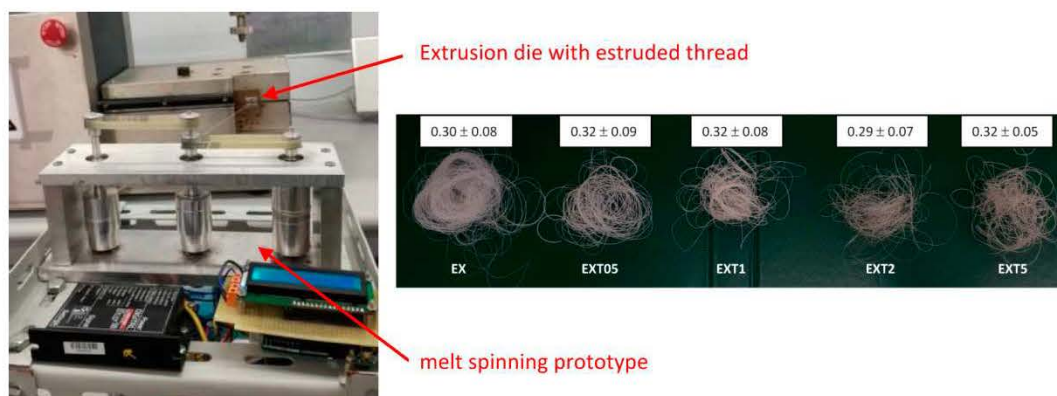 Extrusion die with estruded thread
0.30 ± 0.08
0.32 ± 0.09
0.32 ± 0.08
0.29 ± 0.07
0.32 ± 0.05
EX
EXT05
EXT1
EXT2
EXT5
melt spinning prototype